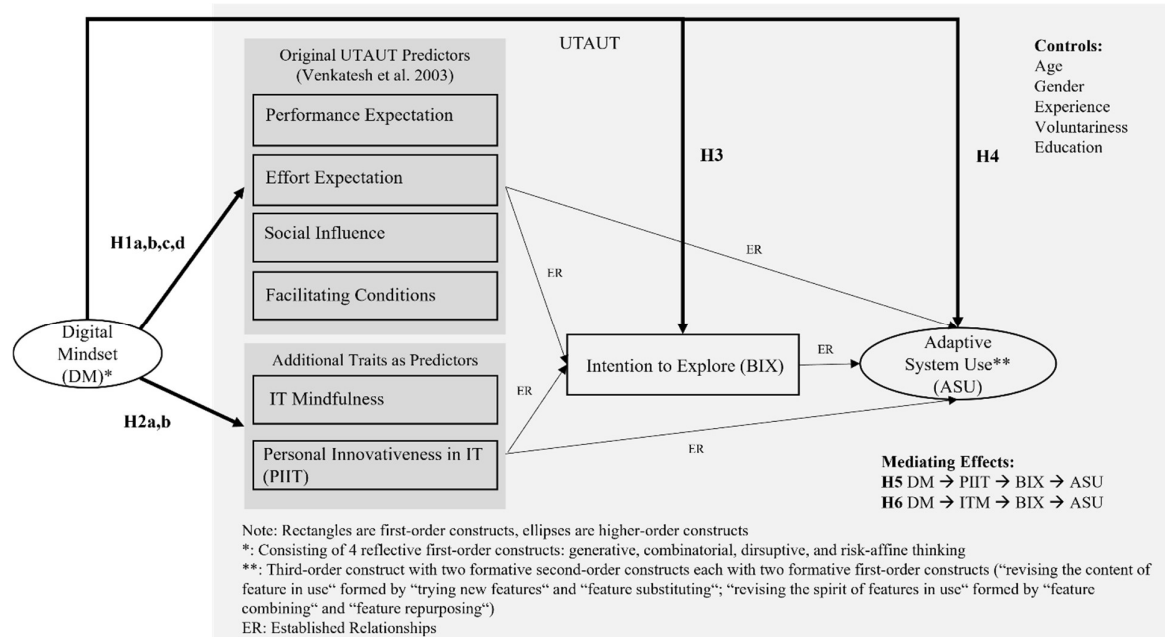 UTAUT
Original UTAUT Predictors
(Venkatesh et al. 2003)
Performance Expectation
Effort Expectation
Social Influence
Facilitating Conditions
Additional Traits as Predictors
IT Mindfulness
Personal Innovativeness in IT
(PIIT)
Digital
Mindset
(DM)*
H1a,b,c,d
H2a,b
H3
H4
ER
ER
ER
ER
ER
Intention to Explore (BIX)
Adaptive
System Use**
(ASU)
Controls:
Age
Gender
Experience
Voluntariness
Education
Mediating Effects:
H5 DM → PIIT → BIX → ASU
H6 DM → ITM → BIX → ASU
Note: Rectangles are first-order constructs, ellipses are higher-order constructs
*: Consisting of 4 reflective first-order constructs: generative, combinatorial, dirsuptive, and risk-affine thinking
**: Third-order construct with two formative second-order constructs each with two formative first-order constructs (“revising the content of
feature in use“ formed by “trying new features“ and “feature substituting“; “revising the spirit of features in use“ formed by “feature
combining“ and “feature repurposing“)
ER: Established Relationships